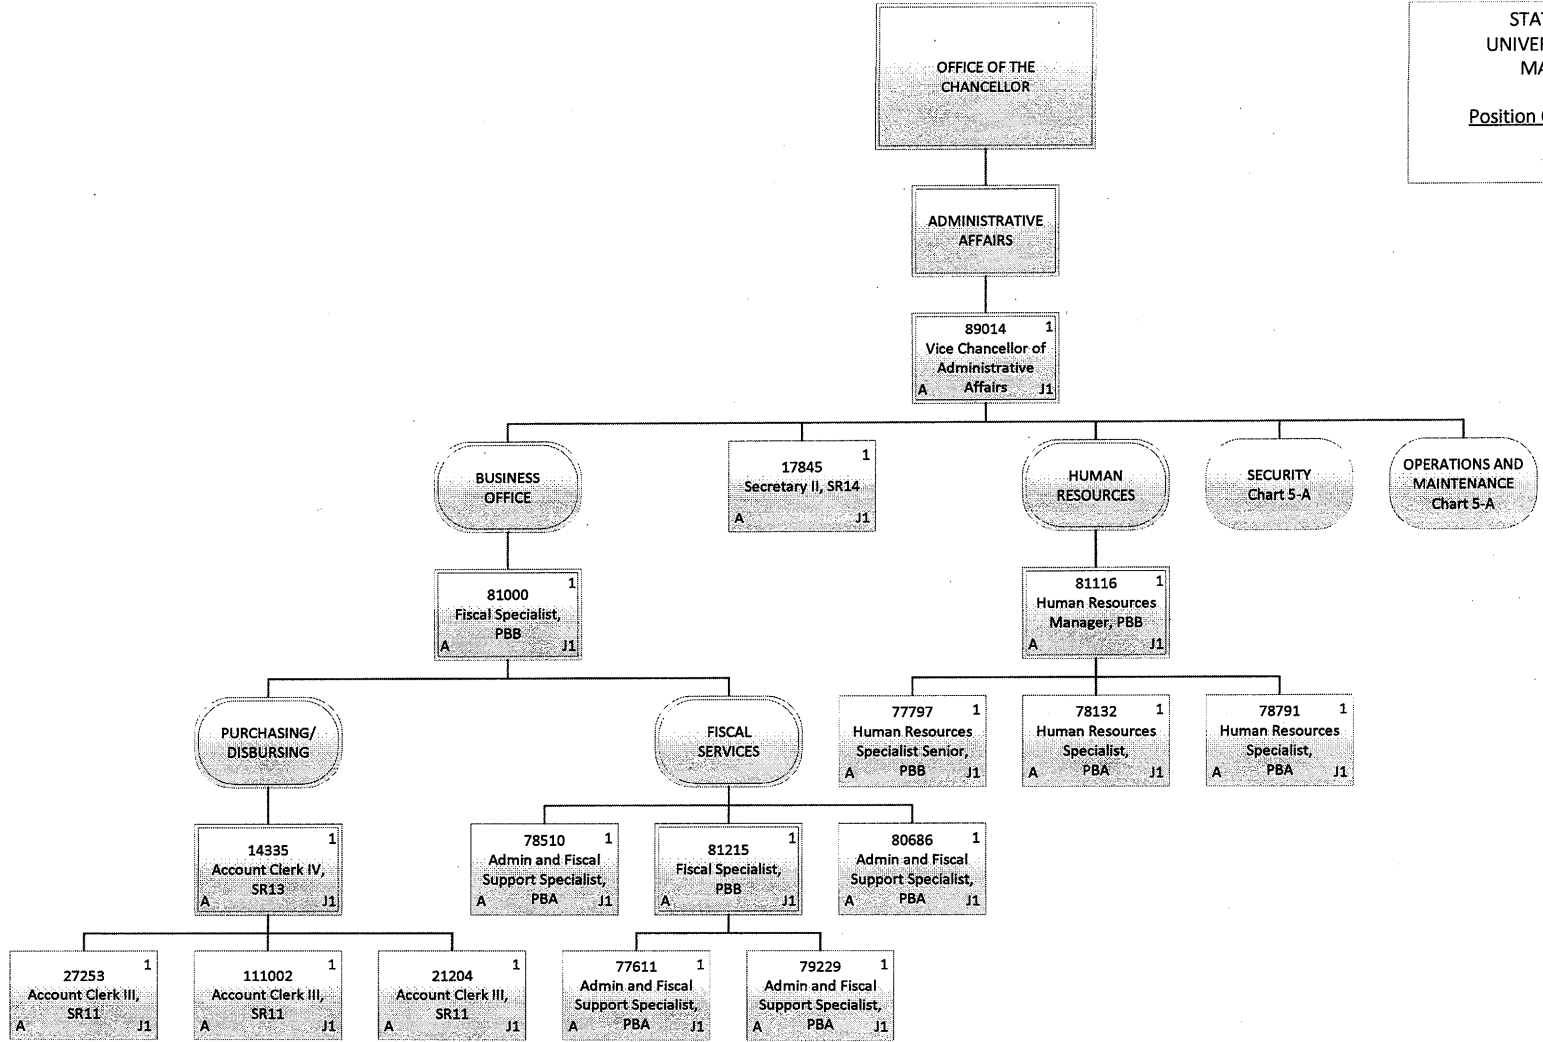 STAT
UNIVER
MA
Position
OFFICE OF THE
CHANCELLOR
ADMINISTRATIVE
AFFAIRS
89014 1
Vice Chancellor of
Administrative
A Affairs J1
BUSINESS
OFFICE
17845 1
Secretary II, SR14
A J1
HUMAN
RESOURCES
SECURITY
Chart 5-A
OPERATIONS AND
MAINTENANCE
Chart 5-A
81000 1
Fiscal Specialist,
PBB
A J1
81116 1
Human Resources
Manager, PBB
A J1
PURCHASING/
DISBURSING
FISCAL
SERVICES
77797 1
Human Resources
Specialist Senior,
A PBB J1
78132 1
Human Resources
Specialist,
A PBA J1
78791 1
Human Resources
Specialist,
A PBA J1
14335 1
Account Clerk IV,
SR13
A J1
78510 1
Admin and Fiscal
Support Specialist,
A PBA J1
81215 1
Fiscal Specialist,
PBB
A J1
80686 1
Admin and Fiscal
Support Specialist,
A PBA J1
27253 1
Account Clerk III,
SR11
A J1
111002 1
Account Clerk III,
SR11
A J1
21204 1
Account Clerk III,
SR11
A J1
77611 1
Admin and Fiscal
Support Specialist,
A PBA J1
79229 1
Admin and Fiscal
Support Specialist,
A PBA J1